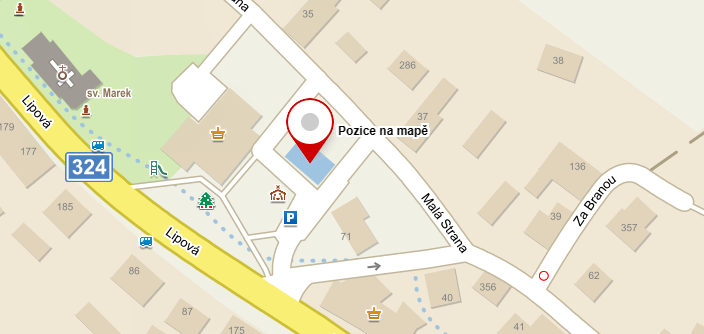 35
38
286
sv. Marek
Lipová
37
Pozice na mapě
179
177
324
136
Za Branou
185
P
Malá Strana
39
357
Lipová
71
86
62
356
40
87
175
41